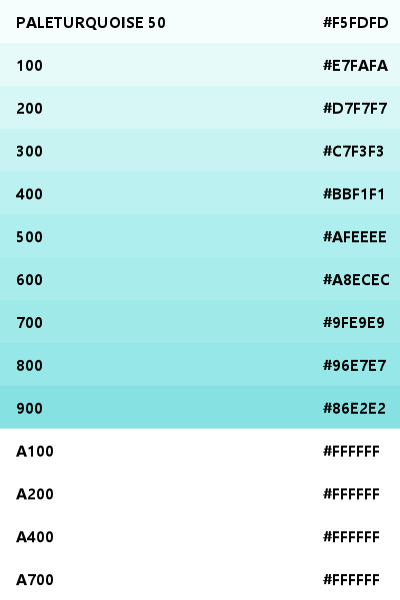 PALETURQUOISE 50 #F5FDFD
100 #E7FAFA
200 #D7F7F7
300 #C7F3F3
400 #BBF1F1
500 #AFEEEE
600 #A8ECEC
700 #9FE9E9
800 #96E7E7
900 #86E2E2
A100 #FFFFFF
A200 #FFFFFF
A400 #FFFFFF
A700 #FFFFFF